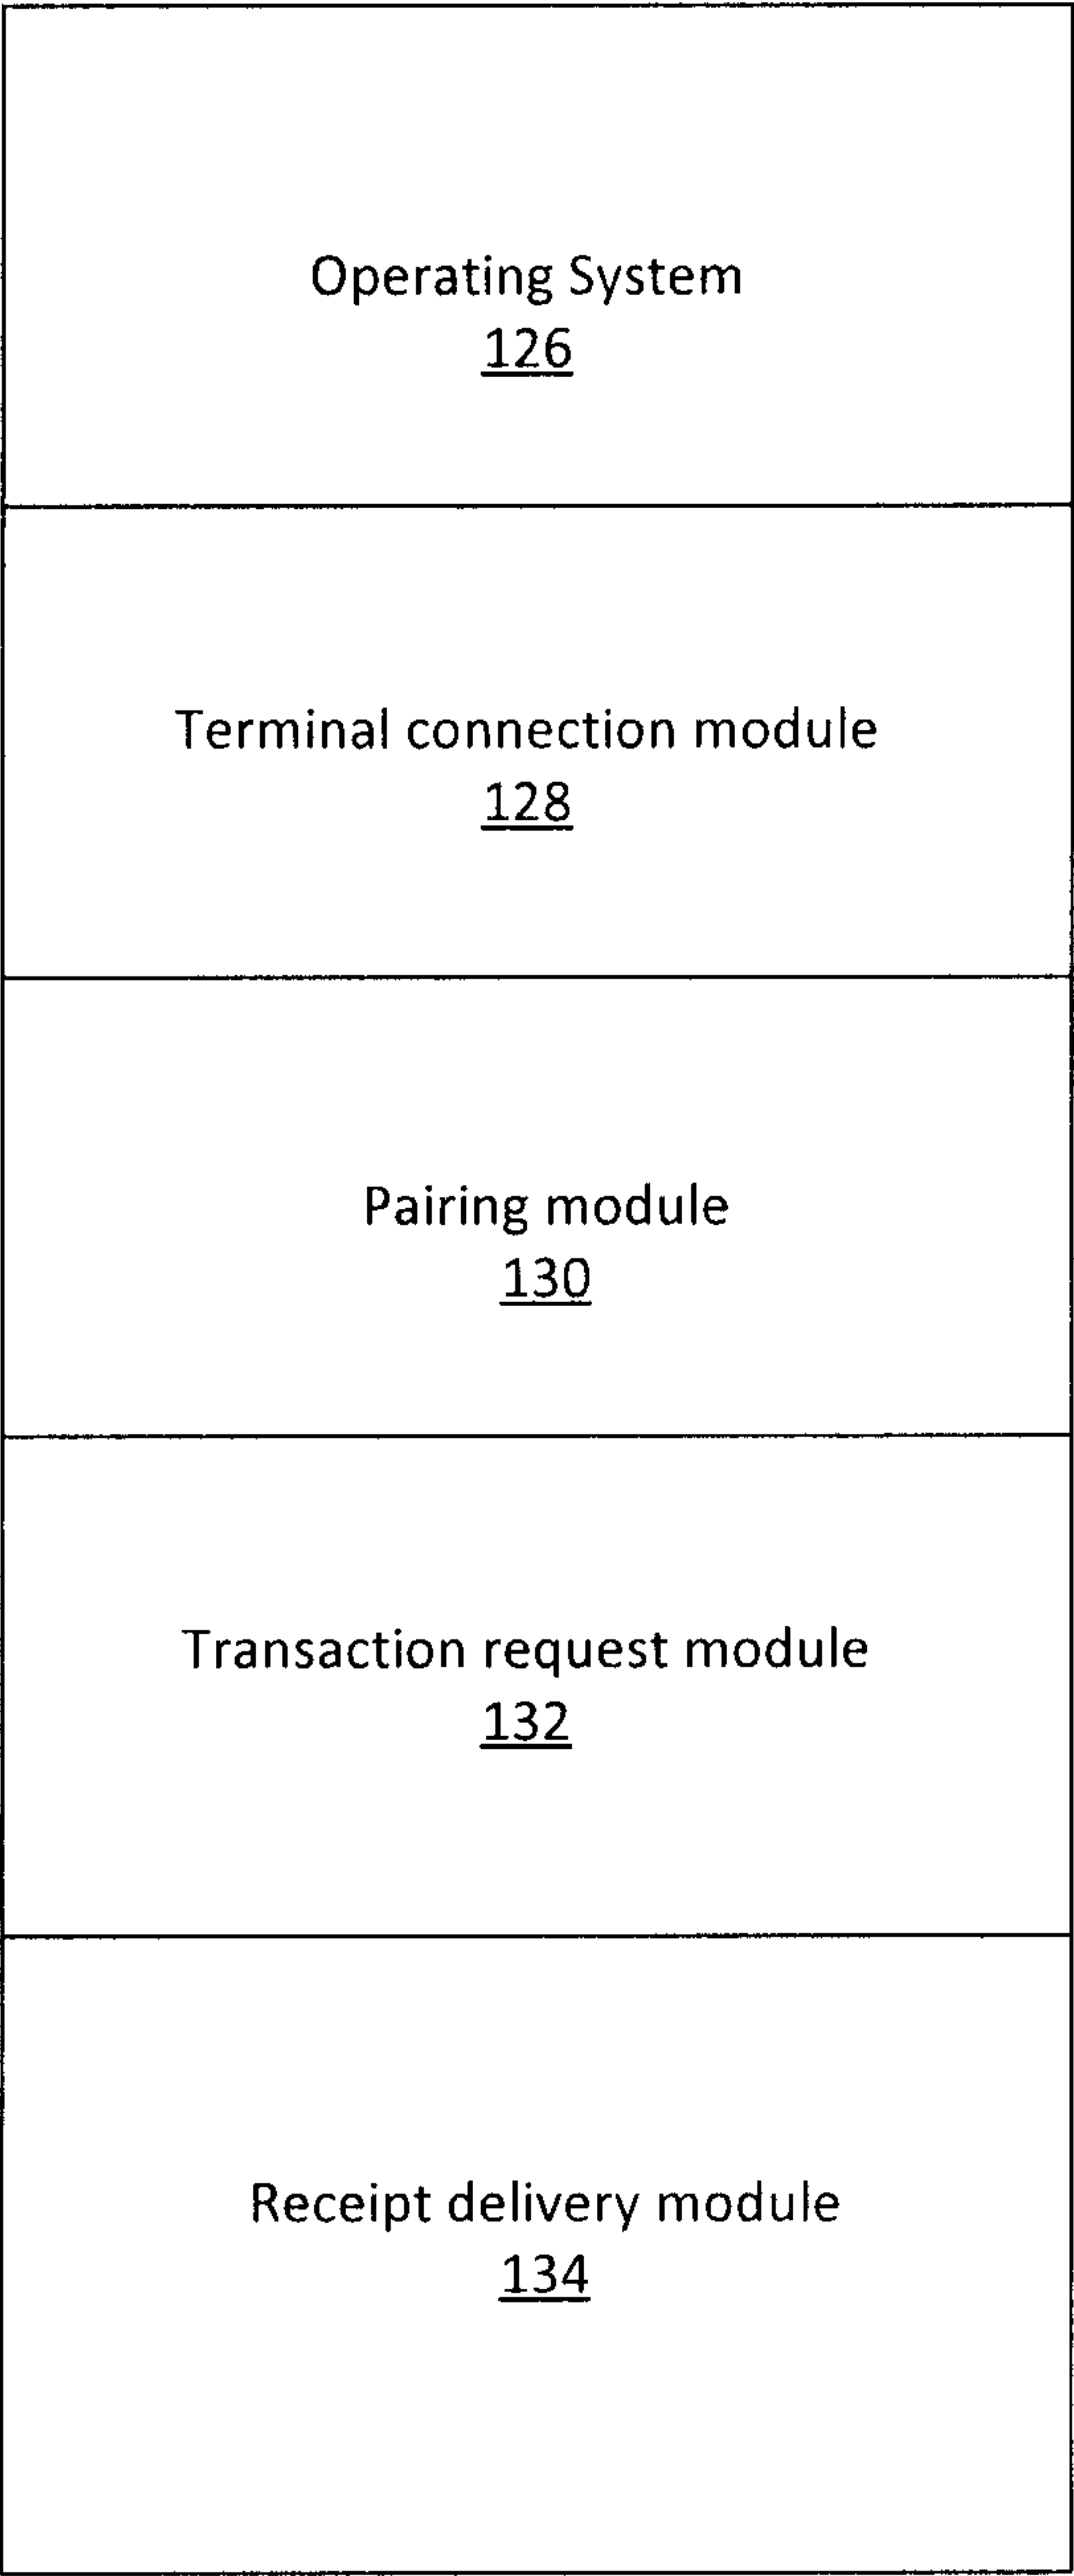 Operating System
126
Terminal connection module
128
Pairing module
130
Transaction request module
132
Receipt delivery module
134